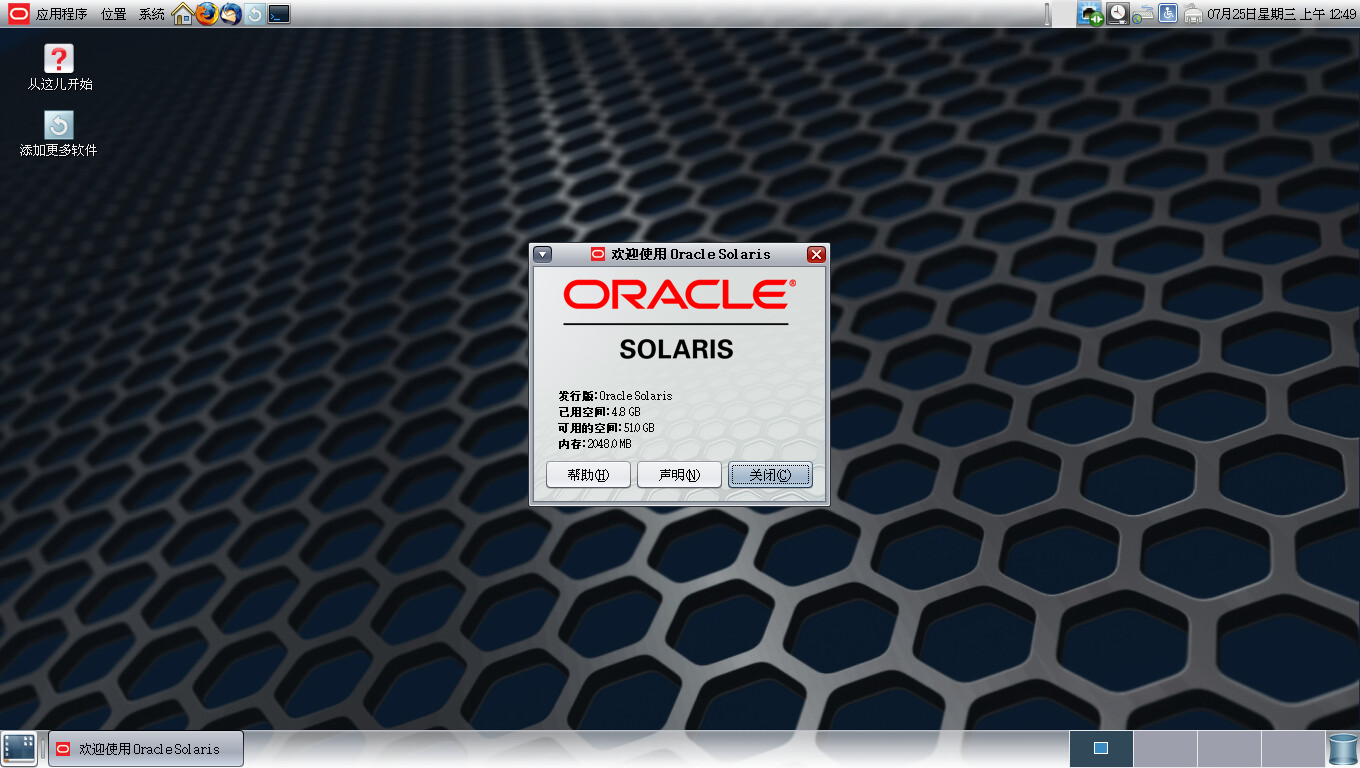 应用程序 位置 系统 07月25日星期三 上午 12:49
从这儿开始
添加更多软件
欢迎使用 Oracle Solaris
ORACLE®
SOLARIS
发行版: Oracle Solaris
已用空间: 4.8 GB
可用的空间: 51.0 GB
内存: 2048.0 MB
帮助(H) 声明(N) 关闭(C)
欢迎使用 Oracle Solaris